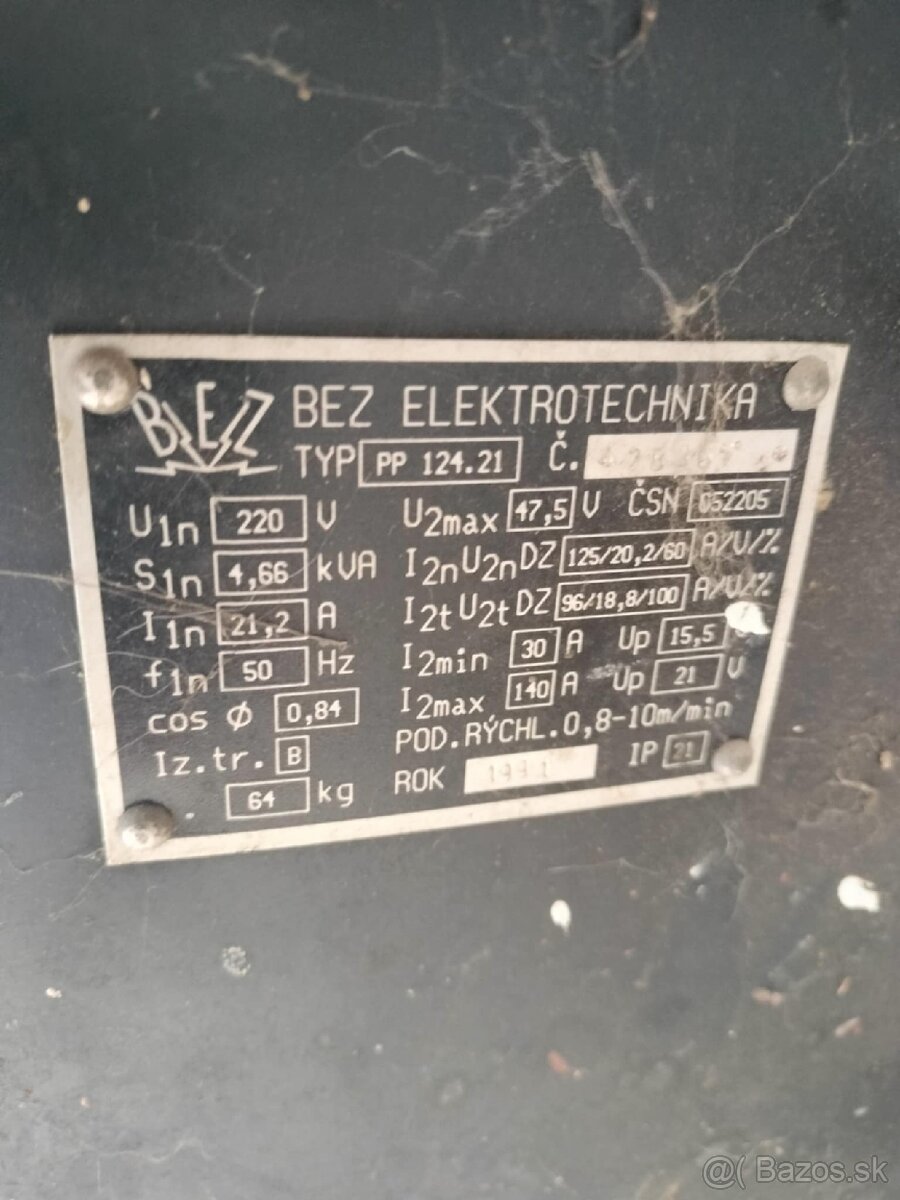 BEZ BEZ ELEKTROTECHNIKA
TYP PP 124.21 Č.
U1n 220 V U2max 47,5 V ČSN 052205
S1n 4,66 kVA I2nU2nDZ 125/20,2/60 A/V/%
I1n 21,2 A I2tU2tDZ 96/18,8/100 A/V/%
f1n 50 Hz I2min 30 A Up 15,5
cos Φ 0,84 I2max 140 A Up 21 V
Iz.tr. B POD.RÝCHL.0,8-10m/min
64 kg ROK 1991 IP 21
@( Bazos.sk